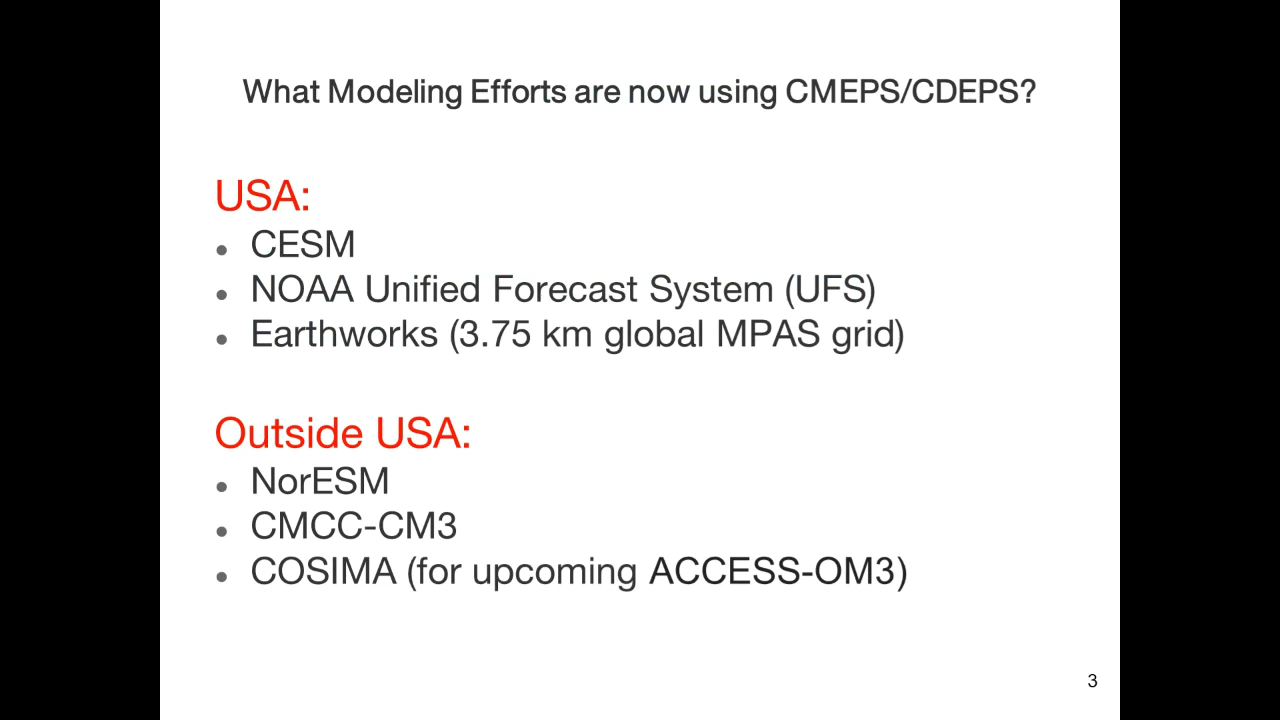 What Modeling Efforts are now using CMEPS/CDEPS?
USA:
• CESM
• NOAA Unified Forecast System (UFS)
• Earthworks (3.75 km global MPAS grid)
Outside USA:
• NorESM
• CMCC-CM3
• COSIMA (for upcoming ACCESS-OM3)
3